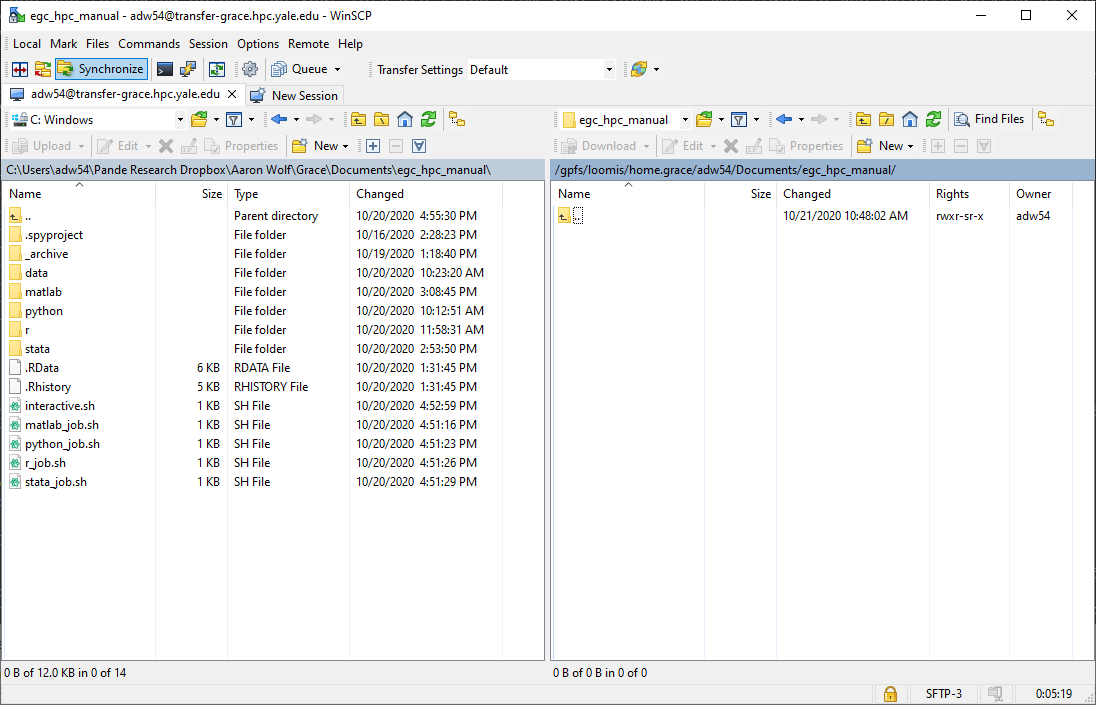 egc_hpc_manual - adw54@transfer-grace.hpc.yale.edu - WinSCP
Local Mark Files Commands Session Options Remote Help
Synchronize Queue Transfer Settings Default
adw54@transfer-grace.hpc.yale.edu New Session
C: Windows egc_hpc_manual Find Files
Upload Edit Properties New Download Edit Properties New
C:\Users\adw54\Pande Research Dropbox\Aaron Wolf\Grace\Documents\egc_hpc_manual\ /gpfs/loomis/home.grace/adw54/Documents/egc_hpc_manual/
Name Size Type Changed Name Size Changed Rights Owner
.. Parent directory 10/20/2020 4:55:30 PM .. 10/21/2020 10:48:02 AM rwxr-sr-x adw54
.spyproject File folder 10/16/2020 2:28:23 PM
_archive File folder 10/19/2020 1:18:40 PM
data File folder 10/20/2020 10:23:20 AM
matlab File folder 10/20/2020 3:08:45 PM
python File folder 10/20/2020 10:12:51 AM
r File folder 10/20/2020 11:58:31 AM
stata File folder 10/20/2020 2:53:50 PM
.RData 6 KB RDATA File 10/20/2020 1:31:45 PM
.Rhistory 5 KB RHISTORY File 10/20/2020 1:31:45 PM
interactive.sh 1 KB SH File 10/20/2020 4:52:59 PM
matlab_job.sh 1 KB SH File 10/20/2020 4:51:16 PM
python_job.sh 1 KB SH File 10/20/2020 4:51:23 PM
r_job.sh 1 KB SH File 10/20/2020 4:51:26 PM
stata_job.sh 1 KB SH File 10/20/2020 4:51:29 PM
0 B of 12.0 KB in 0 of 14 0 B of 0 B in 0 of 0
SFTP-3 0:05:19